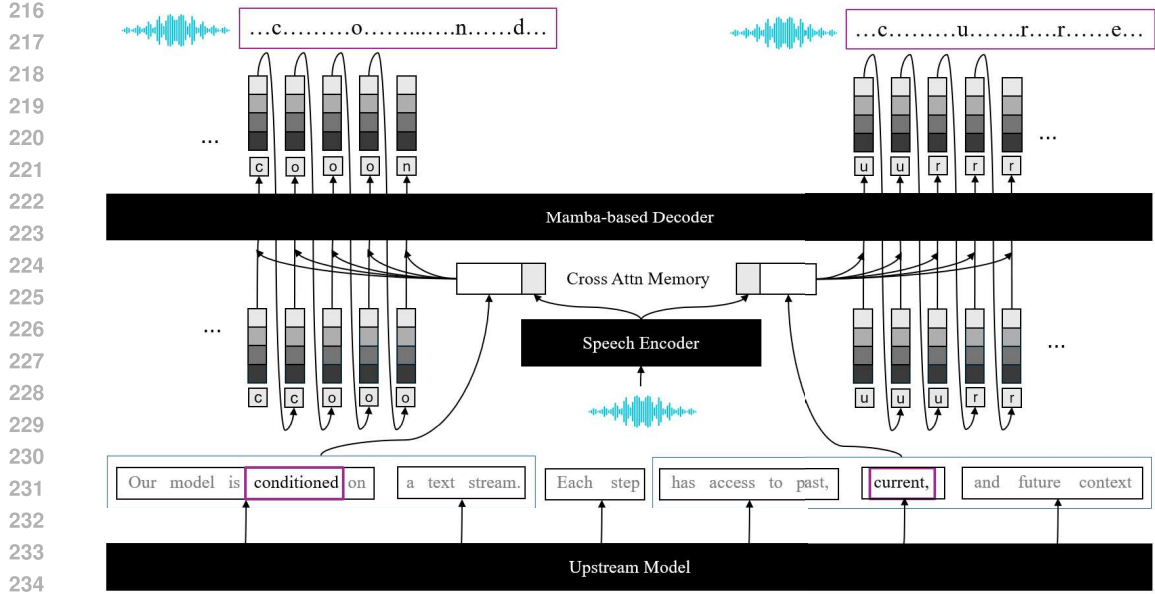 216
217
218
219
220
221
222
223
224
225
226
227
228
229
230
231
232
233
234
...c.........o.........n......d...
...c.........u.......r....r......e...
...
...
c o o o n
u u r r r
Mamba-based Decoder
Cross Attn Memory
...
...
Speech Encoder
c c o o o
u u u r r
Our model is conditioned on
a text stream.
Each step
has access to past,
current,
and future context
Upstream Model